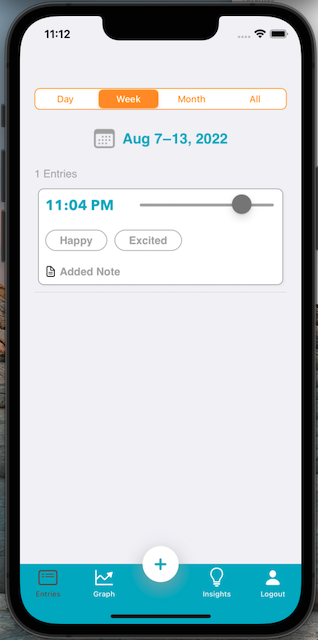 11:12
Day Week Month All
Aug 7–13, 2022
1 Entries
11:04 PM
Happy Excited
Added Note
Entries Graph + Insights Logout